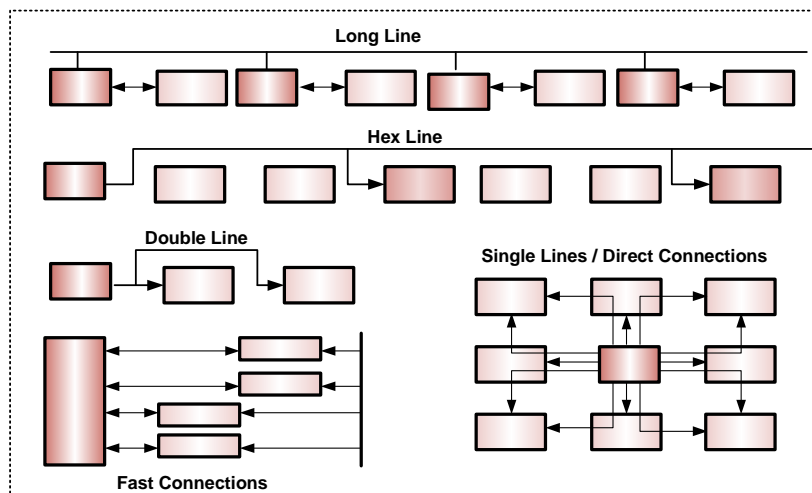 Long Line
Hex Line
Double Line
Single Lines / Direct Connections
Fast Connections